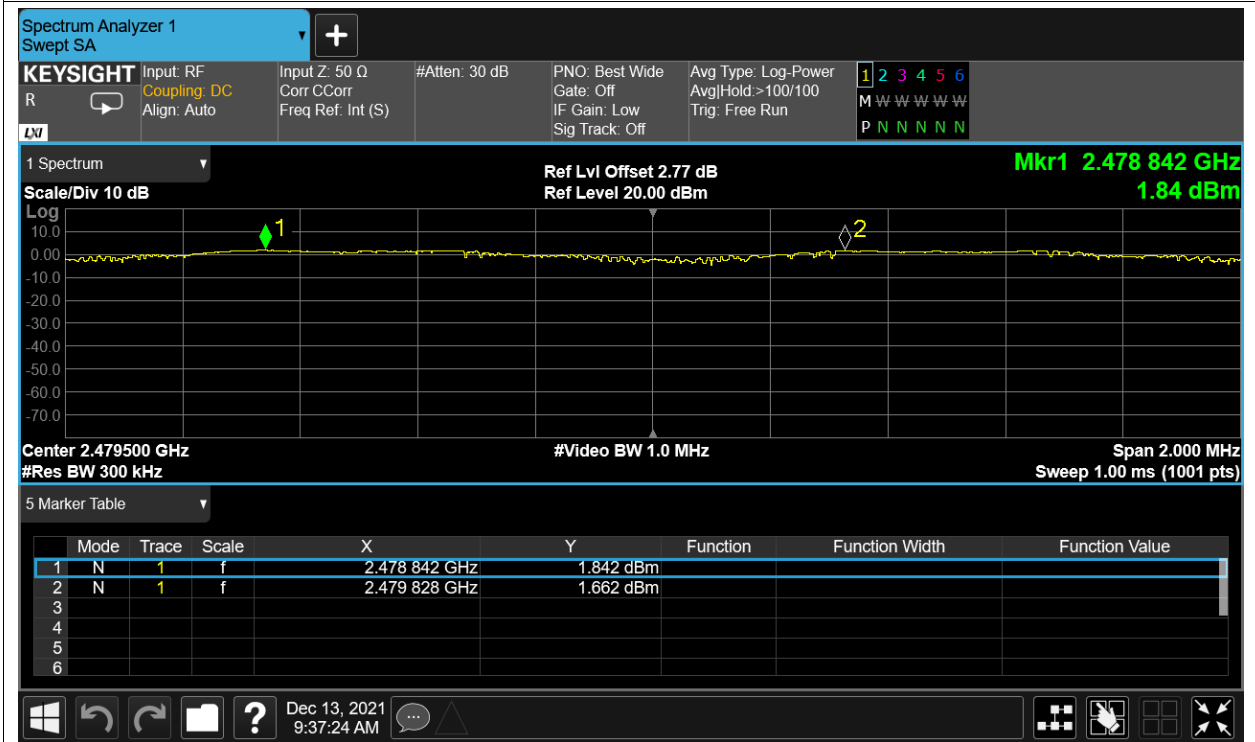 Spectrum Analyzer 1
Swept SA
+
KEYSIGHT Input: RF Input Z: 50 Ω #Atten: 30 dB PNO: Best Wide Avg Type: Log-Power 1 2 3 4 5 6
R Coupling: DC Corr CCorr Gate: Off Avg|Hold:>100/100 M W W W W W
Align: Auto Freq Ref: Int (S) IF Gain: Low Trig: Free Run
LXI Sig Track: Off P N N N N N
1 Spectrum Ref Lvl Offset 2.77 dB Mkr1 2.478 842 GHz
Scale/Div 10 dB Ref Level 20.00 dBm 1.84 dBm
Log
10.0
0.00
-10.0
-20.0
-30.0
-40.0
-50.0
-60.0
-70.0
1
2
Center 2.479500 GHz #Video BW 1.0 MHz Span 2.000 MHz
#Res BW 300 kHz Sweep 1.00 ms (1001 pts)
5 Marker Table
Mode Trace Scale X Y Function Function Width Function Value
1 N 1 f 2.478 842 GHz 1.842 dBm
2 N 1 f 2.479 828 GHz 1.662 dBm
3
4
5
6
? Dec 13, 2021
9:37:24 AM